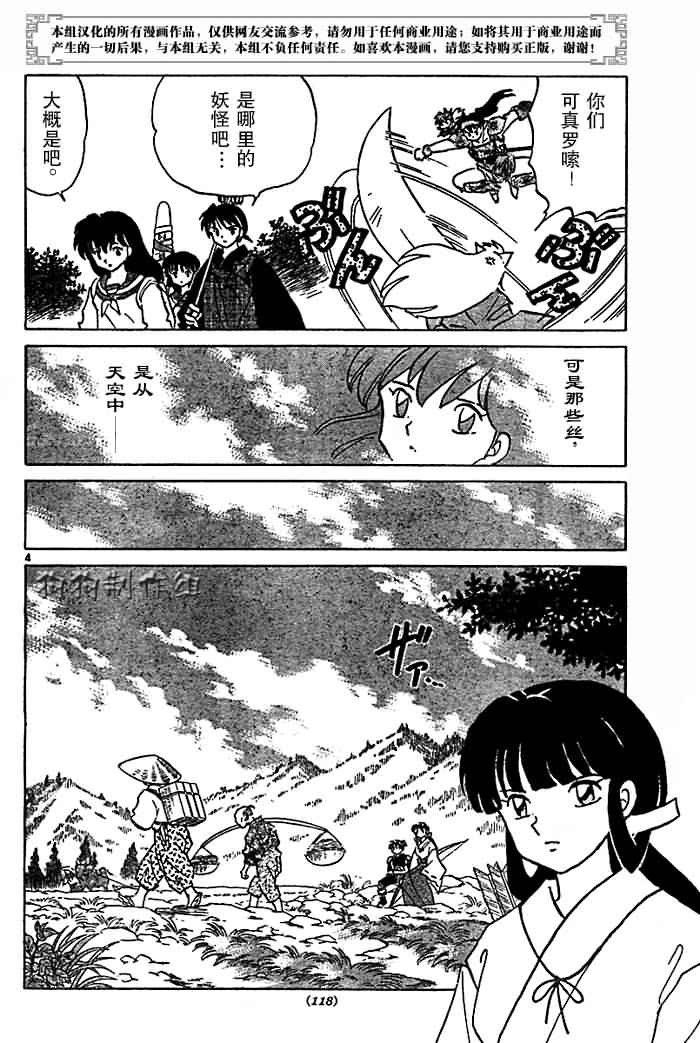 本组汉化的所有漫画作品，仅供网友交流参考，请勿用于任何商业用途；如将其用于商业用途而
产生的一切后果，与本组无关，本组不负任何责任。如喜欢本漫画，请您支持购买正版，谢谢！
你们
可真罗嗦！
是哪里的
妖怪吧…
大概是吧。
ぶん
ぶん
可是那些丝，
是从
天空中——
4
狗狗制作组
ザァ…
(118)